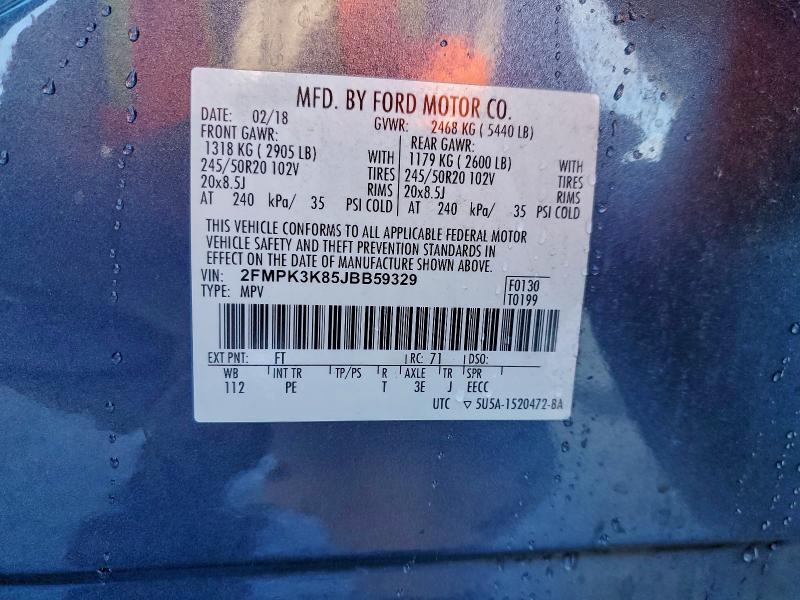 MFD. BY FORD MOTOR CO.
DATE: 02/18 GVWR: 2468 KG ( 5440 LB)
FRONT GAWR: REAR GAWR:
1318 KG ( 2905 LB) WITH 1179 KG ( 2600 LB) WITH
245/50R20 102V TIRES 245/50R20 102V TIRES
20x8.5J RIMS 20x8.5J RIMS
AT 240 kPa/ 35 PSI COLD AT 240 kPa/ 35 PSI COLD
THIS VEHICLE CONFORMS TO ALL APPLICABLE FEDERAL MOTOR
VEHICLE SAFETY AND THEFT PREVENTION STANDARDS IN
EFFECT ON THE DATE OF MANUFACTURE SHOWN ABOVE.
VIN: 2FMPK3K85JBB59329 F0130
TYPE: MPV T0199
EXT PNT: FT RC: 71 DSO:
WB INT TR TP/PS R AXLE TR SPR
112 PE T 3E J EECC
UTC ▽ 5U5A-1520472-BA